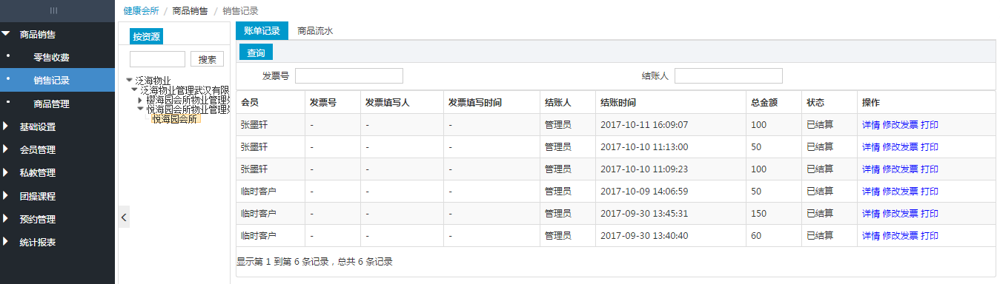 健康会所 / 商品销售 / 销售记录
商品销售
零售收费
销售记录
商品管理
基础设置
会员管理
私教管理
团操课程
预约管理
统计报表
按资源
搜索
泛海物业
泛海物业管理武汉有限
樱海园会所物业管理
悦海园会所物业管理
悦海园会所
账单记录 商品流水
查询
发票号 结账人
会员 发票号 发票填写人 发票填写时间 结账人 结账时间 总金额 状态 操作
张墨轩 - - - 管理员 2017-10-11 16:09:07 100 已结算 详情 修改发票 打印
张墨轩 - - - 管理员 2017-10-10 11:13:00 50 已结算 详情 修改发票 打印
张墨轩 - - - 管理员 2017-10-10 11:09:23 100 已结算 详情 修改发票 打印
临时客户 - - - 管理员 2017-10-09 14:06:59 50 已结算 详情 修改发票 打印
临时客户 - - - 管理员 2017-09-30 13:45:31 150 已结算 详情 修改发票 打印
临时客户 - - - 管理员 2017-09-30 13:40:40 60 已结算 详情 修改发票 打印
显示第 1 到第 6 条记录，总共 6 条记录